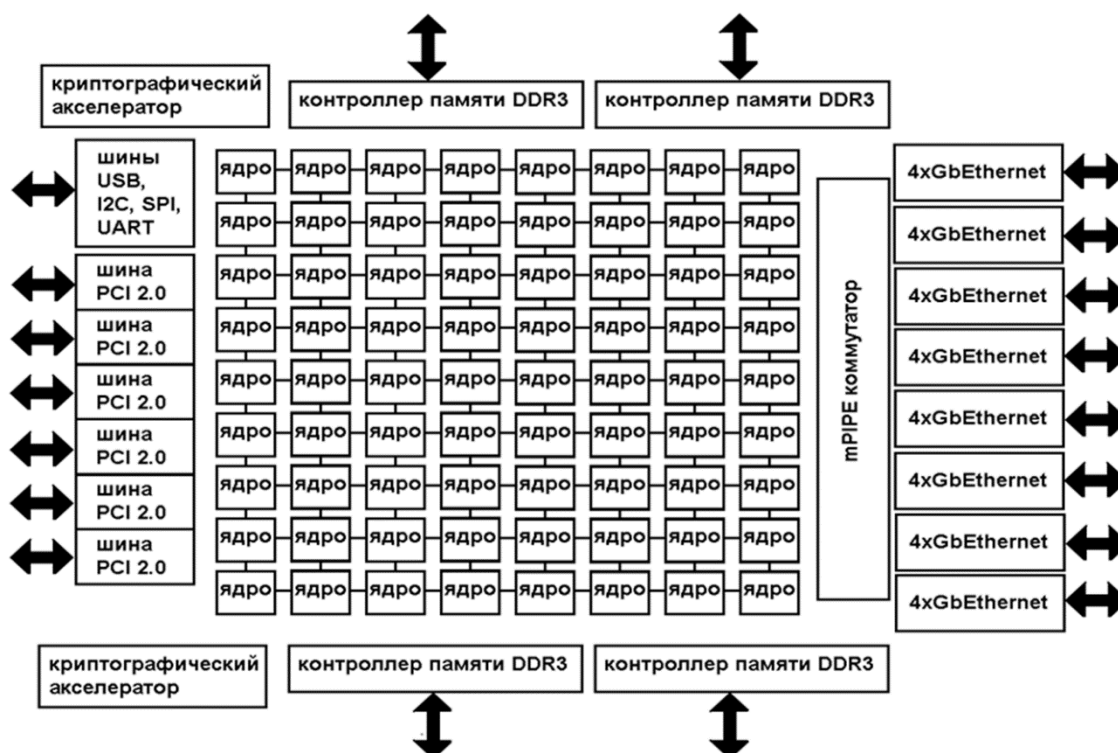 криптографический
акселератор
контроллер памяти DDR3
контроллер памяти DDR3
шины
USB,
I2C, SPI,
UART
шина
PCI 2.0
шина
PCI 2.0
шина
PCI 2.0
шина
PCI 2.0
шина
PCI 2.0
шина
PCI 2.0
ядро ядро ядро ядро ядро ядро ядро ядро
ядро ядро ядро ядро ядро ядро ядро ядро
ядро ядро ядро ядро ядро ядро ядро ядро
ядро ядро ядро ядро ядро ядро ядро ядро
ядро ядро ядро ядро ядро ядро ядро ядро
ядро ядро ядро ядро ядро ядро ядро ядро
ядро ядро ядро ядро ядро ядро ядро ядро
ядро ядро ядро ядро ядро ядро ядро ядро
ядро ядро ядро ядро ядро ядро ядро ядро
mPIPE коммутатор
4xGbEthernet
4xGbEthernet
4xGbEthernet
4xGbEthernet
4xGbEthernet
4xGbEthernet
4xGbEthernet
4xGbEthernet
криптографический
акселератор
контроллер памяти DDR3
контроллер памяти DDR3